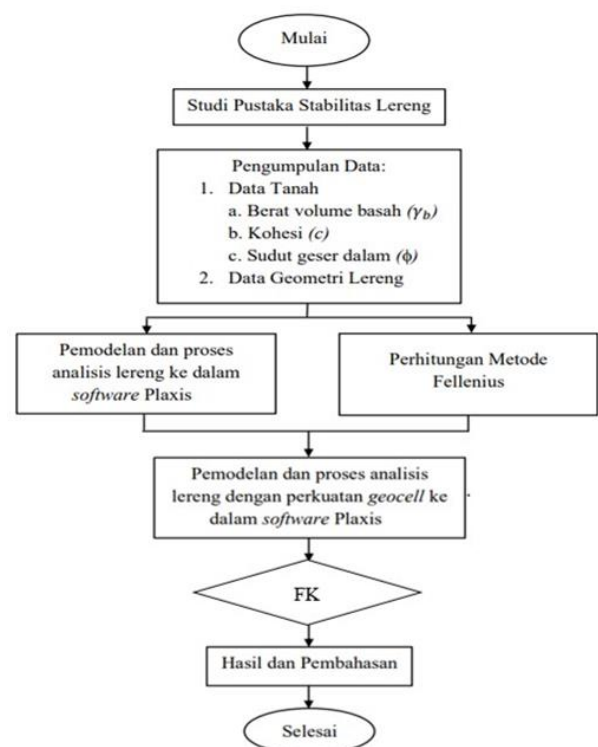 Mulai
Studi Pustaka Stabilitas Lereng
Pengumpulan Data:
1. Data Tanah
a. Berat volume basah (γb)
b. Kohesi (c)
c. Sudut geser dalam (ϕ)
2. Data Geometri Lereng
Pemodelan dan proses
analisis lereng ke dalam
software Plaxis
Perhitungan Metode
Fellenius
Pemodelan dan proses analisis
lereng dengan perkuatan geocell ke
dalam software Plaxis
FK
Hasil dan Pembahasan
Selesai